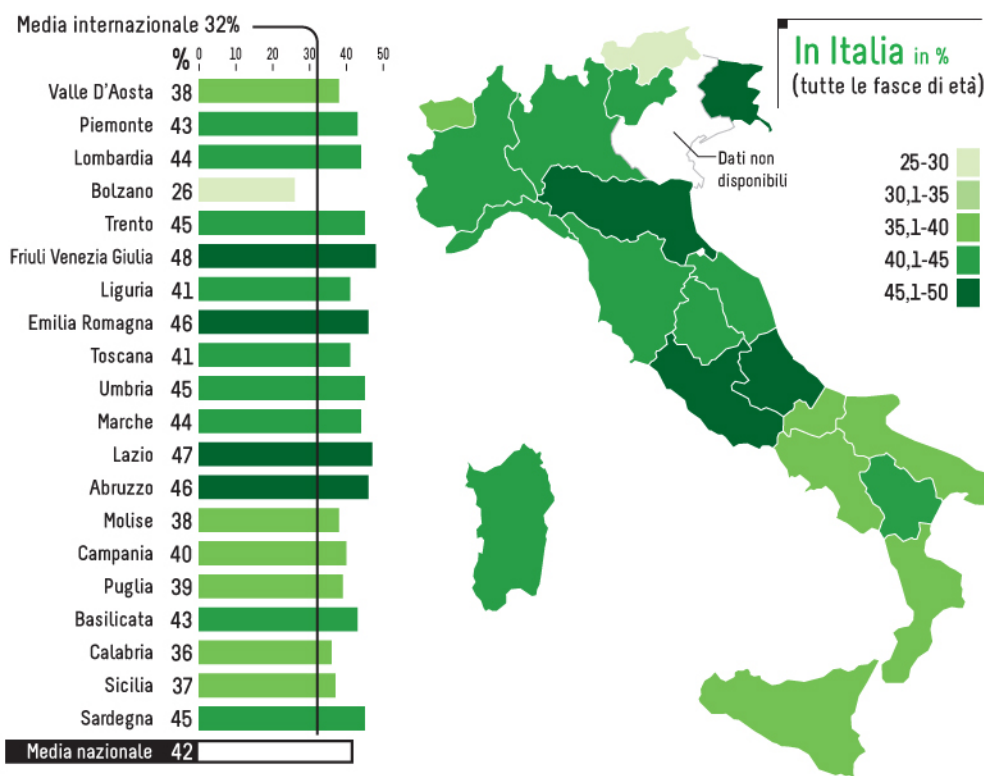 Media internazionale 32%
% 0 10 20 30 40 50
Valle D'Aosta 38
Piemonte 43
Lombardia 44
Bolzano 26
Trento 45
Friuli Venezia Giulia 48
Liguria 41
Emilia Romagna 46
Toscana 41
Umbria 45
Marche 44
Lazio 47
Abruzzo 46
Molise 38
Campania 40
Puglia 39
Basilicata 43
Calabria 36
Sicilia 37
Sardegna 45
Media nazionale 42
In Italia in %
(tutte le fasce di età)
Dati non
disponibili
25-30
30,1-35
35,1-40
40,1-45
45,1-50